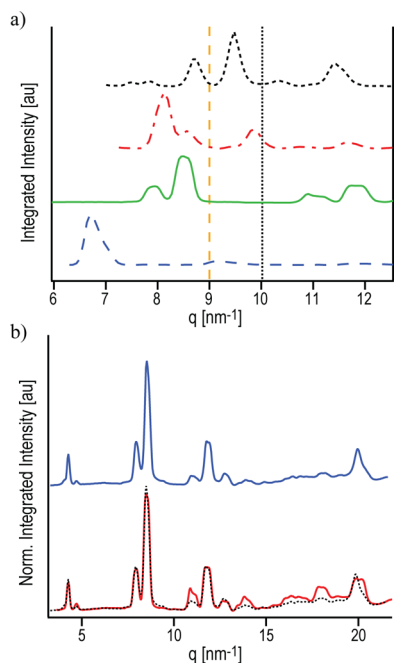 a)
Integrated Intensity [au]
6 7 8 9 10 11 12
q [nm-1]
b)
Norm. Integrated Intensity [au]
5 10 15 20
q [nm-1]